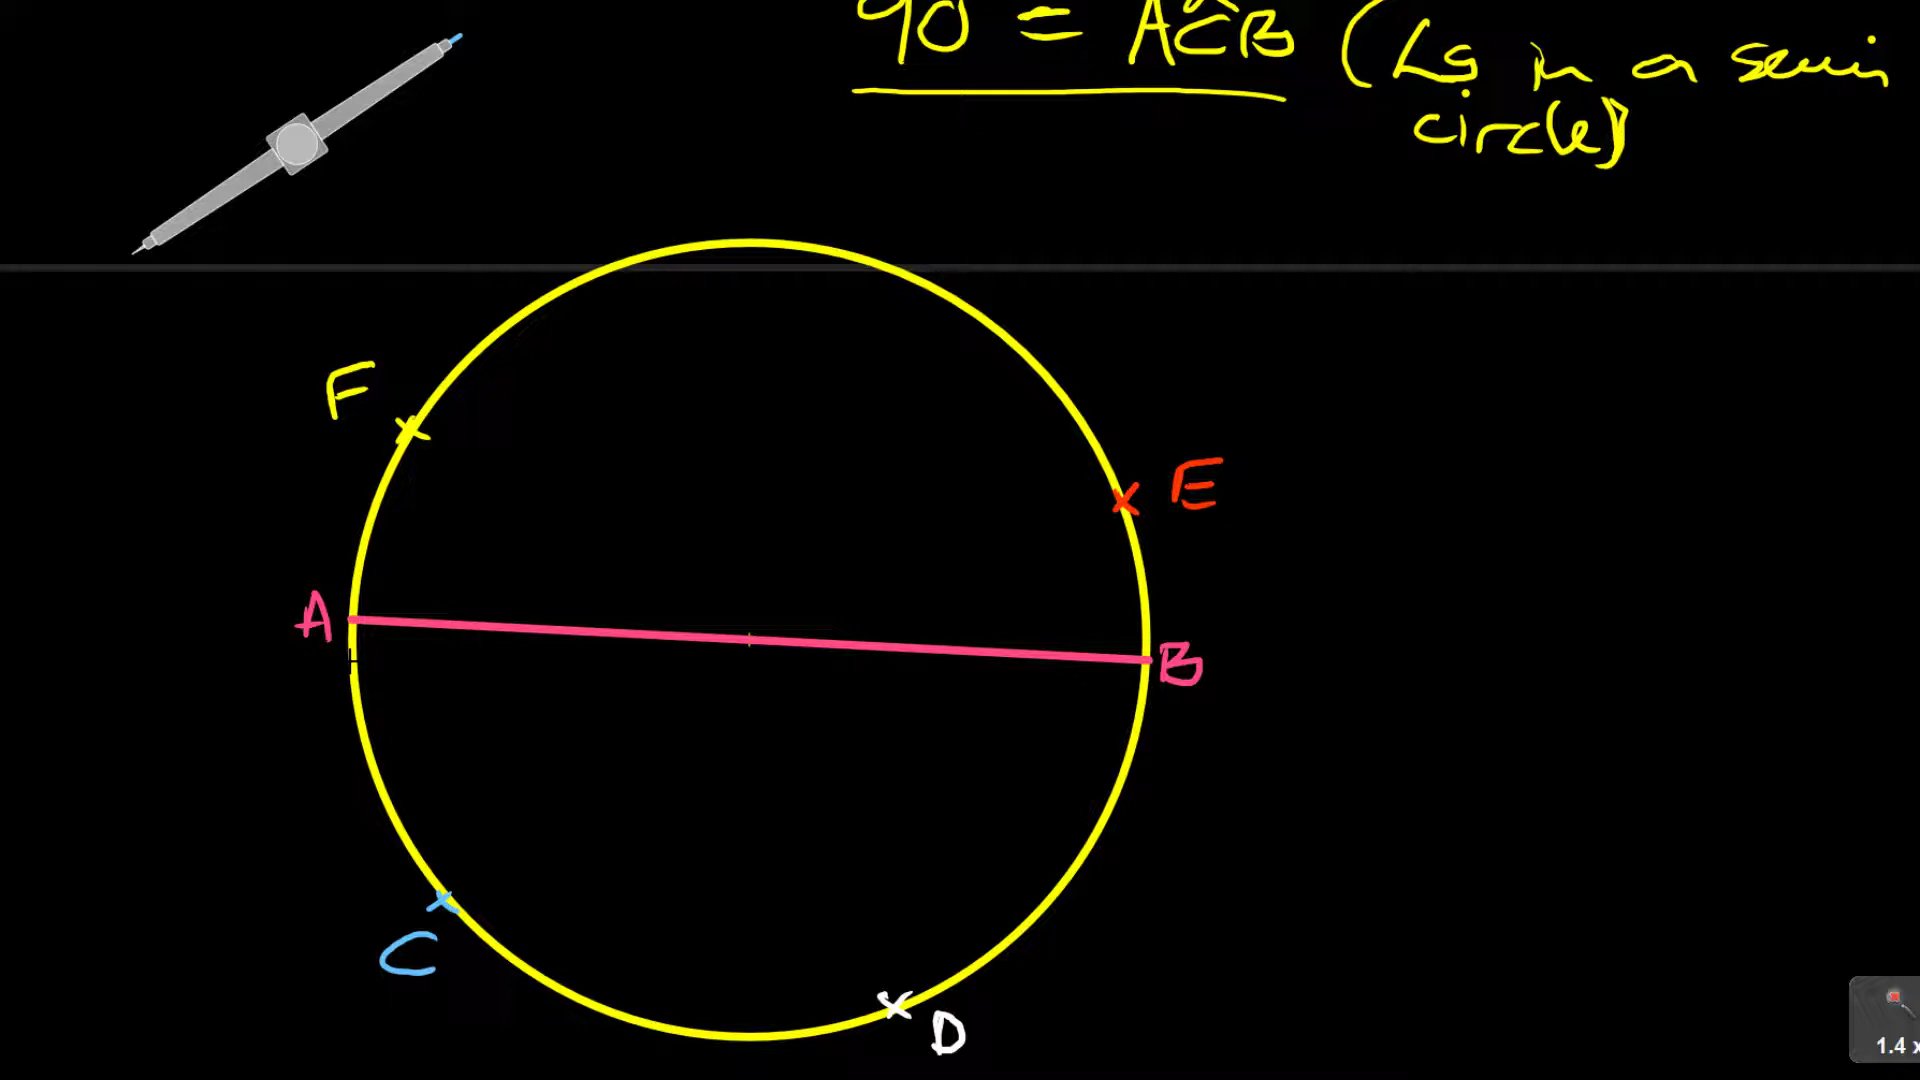 90 = AĈB (∠s in a semi
circle)
F
E
A
B
C
D
1.4 x